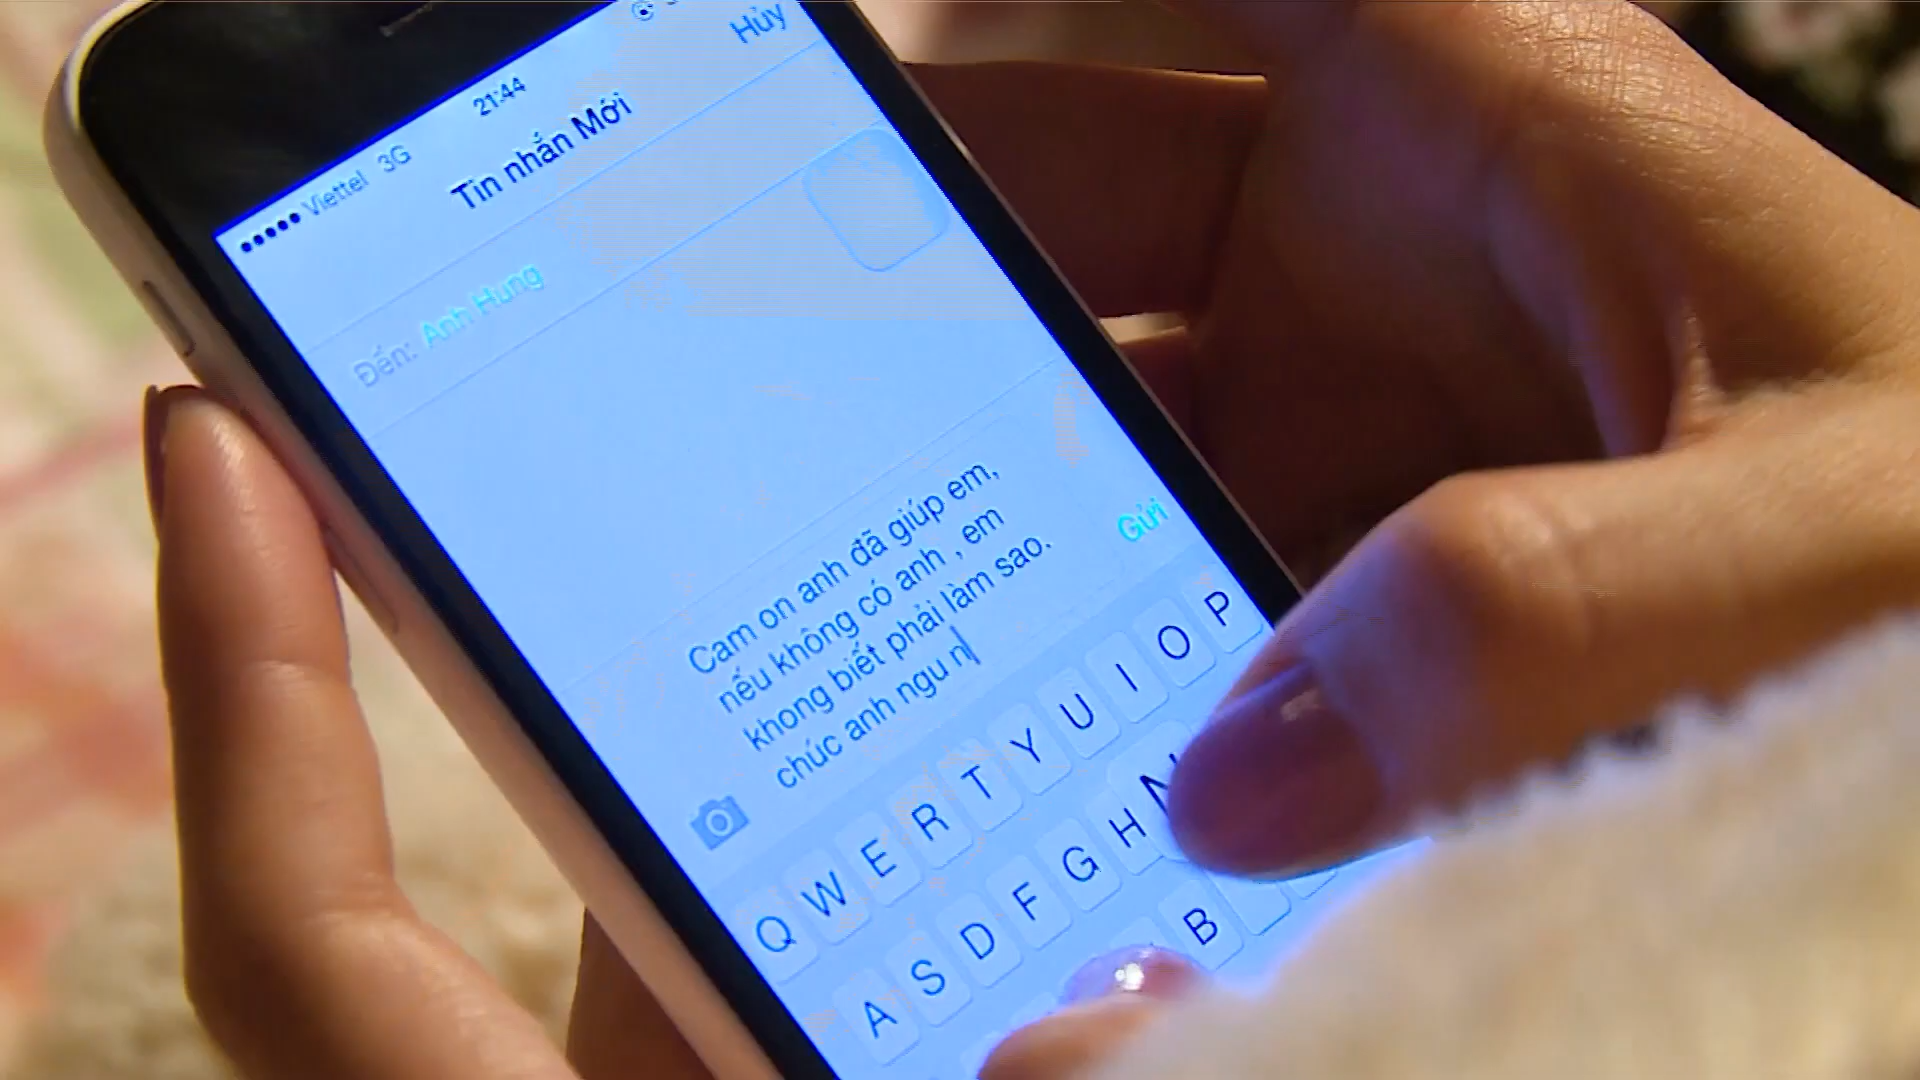 Viettel 3G
21:44
Tin nhắn Mới
Hủy
Đến: Anh Hung
Cam on anh đã giúp em,
nếu không có anh , em
khong biết phải làm sao.
chúc anh ngu n
Gửi
Q W E R T Y U I O P
A S D F G H N
B